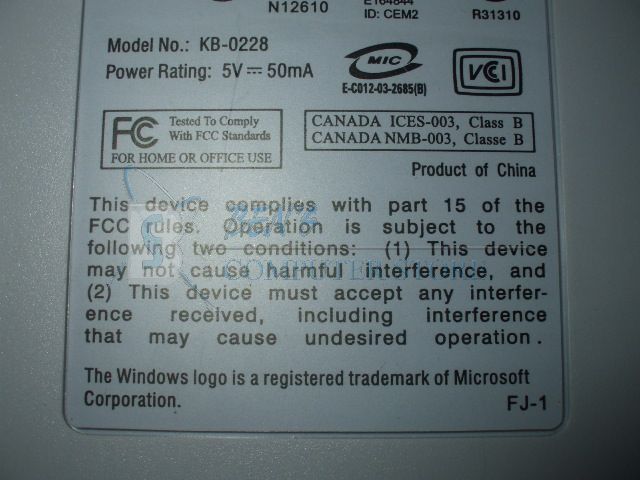 N12610
E164844
ID: CEM2
R31310
Model No.: KB-0228
Power Rating: 5V⎓50mA
MIC
E-C012-03-2685(B)
VCI
FC
Tested To Comply
With FCC Standards
FOR HOME OR OFFICE USE
CANADA ICES-003, Class B
CANADA NMB-003, Classe B
Product of China
This device complies with part 15 of the
FCC rules. Operation is subject to the
following two conditions: (1) This device
may not cause harmful interference, and
(2) This device must accept any interfer-
ence received, including interference
that may cause undesired operation.
The Windows logo is a registered trademark of Microsoft
Corporation.
FJ-1